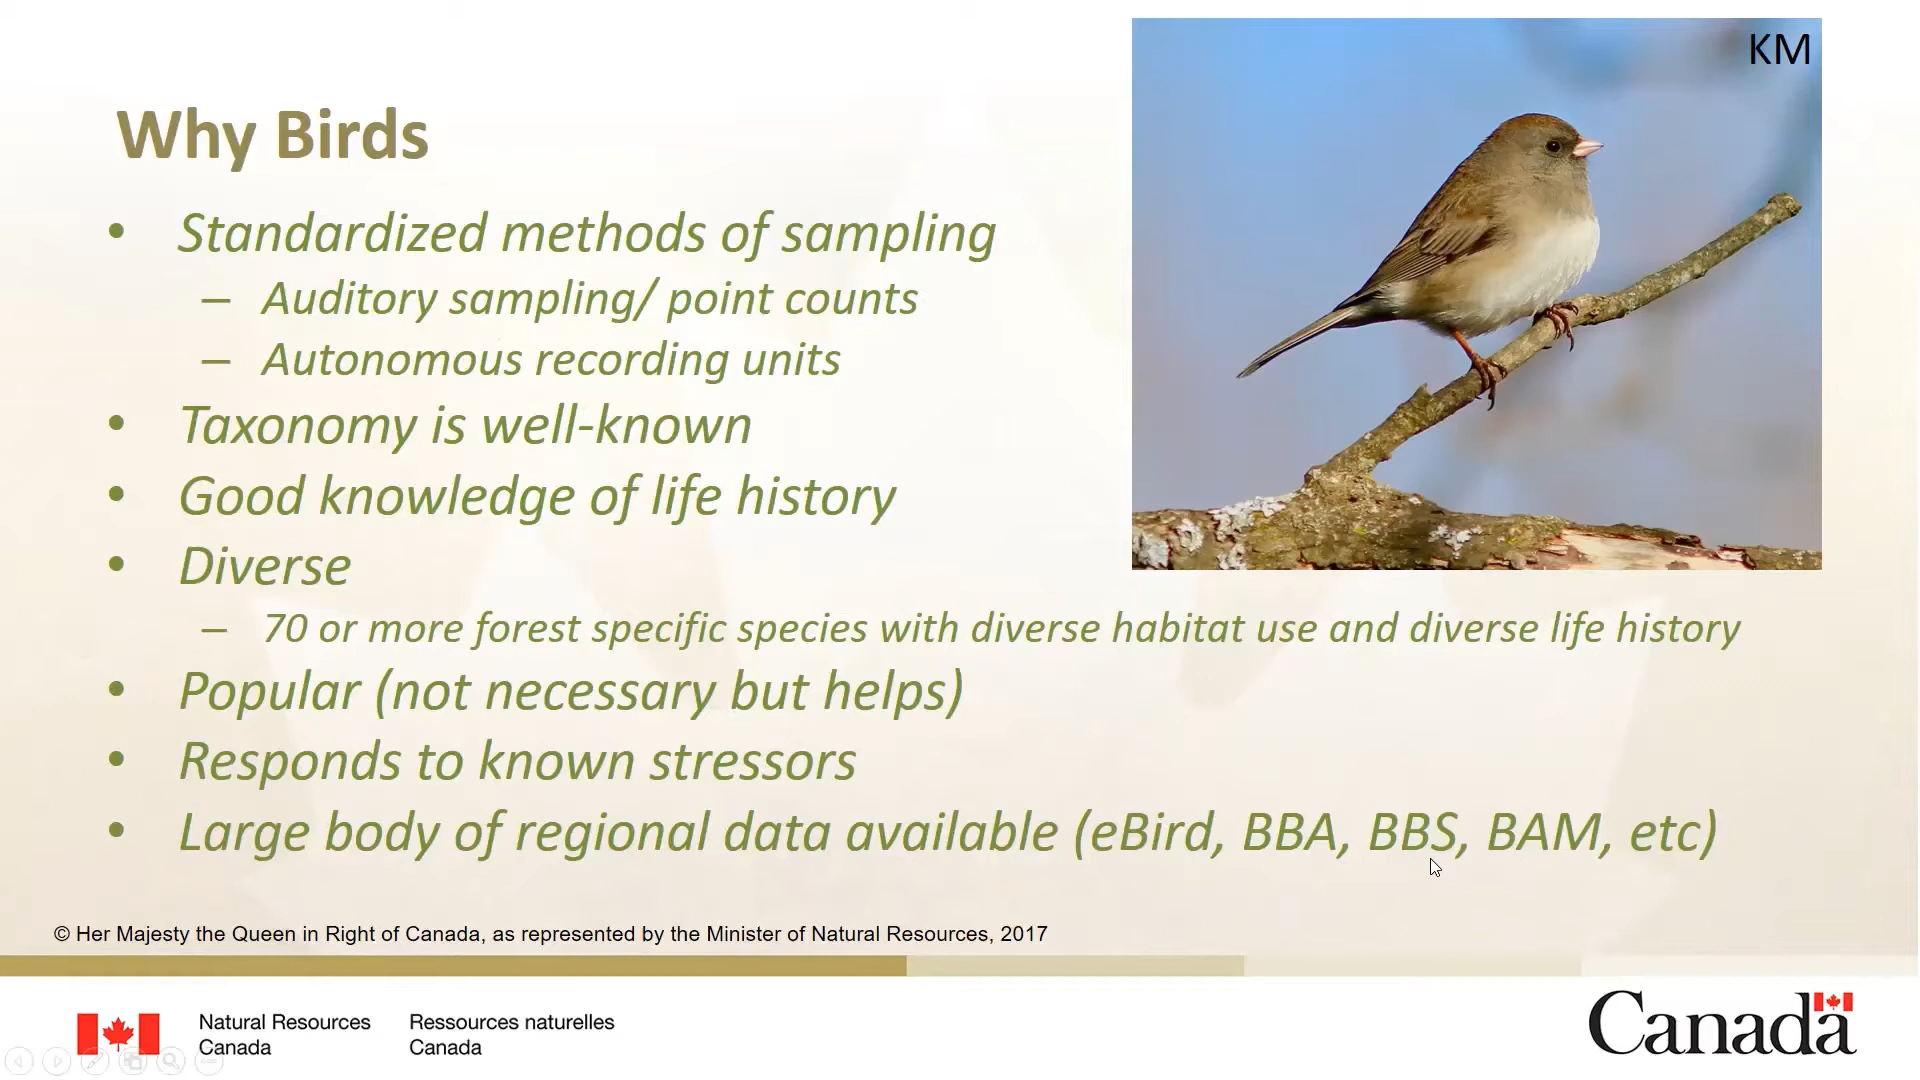 KM
Why Birds
• Standardized methods of sampling
– Auditory sampling/ point counts
– Autonomous recording units
• Taxonomy is well-known
• Good knowledge of life history
• Diverse
– 70 or more forest specific species with diverse habitat use and diverse life history
• Popular (not necessary but helps)
• Responds to known stressors
• Large body of regional data available (eBird, BBA, BBS, BAM, etc)
© Her Majesty the Queen in Right of Canada, as represented by the Minister of Natural Resources, 2017
Natural Resources
Canada
Ressources naturelles
Canada
Canada